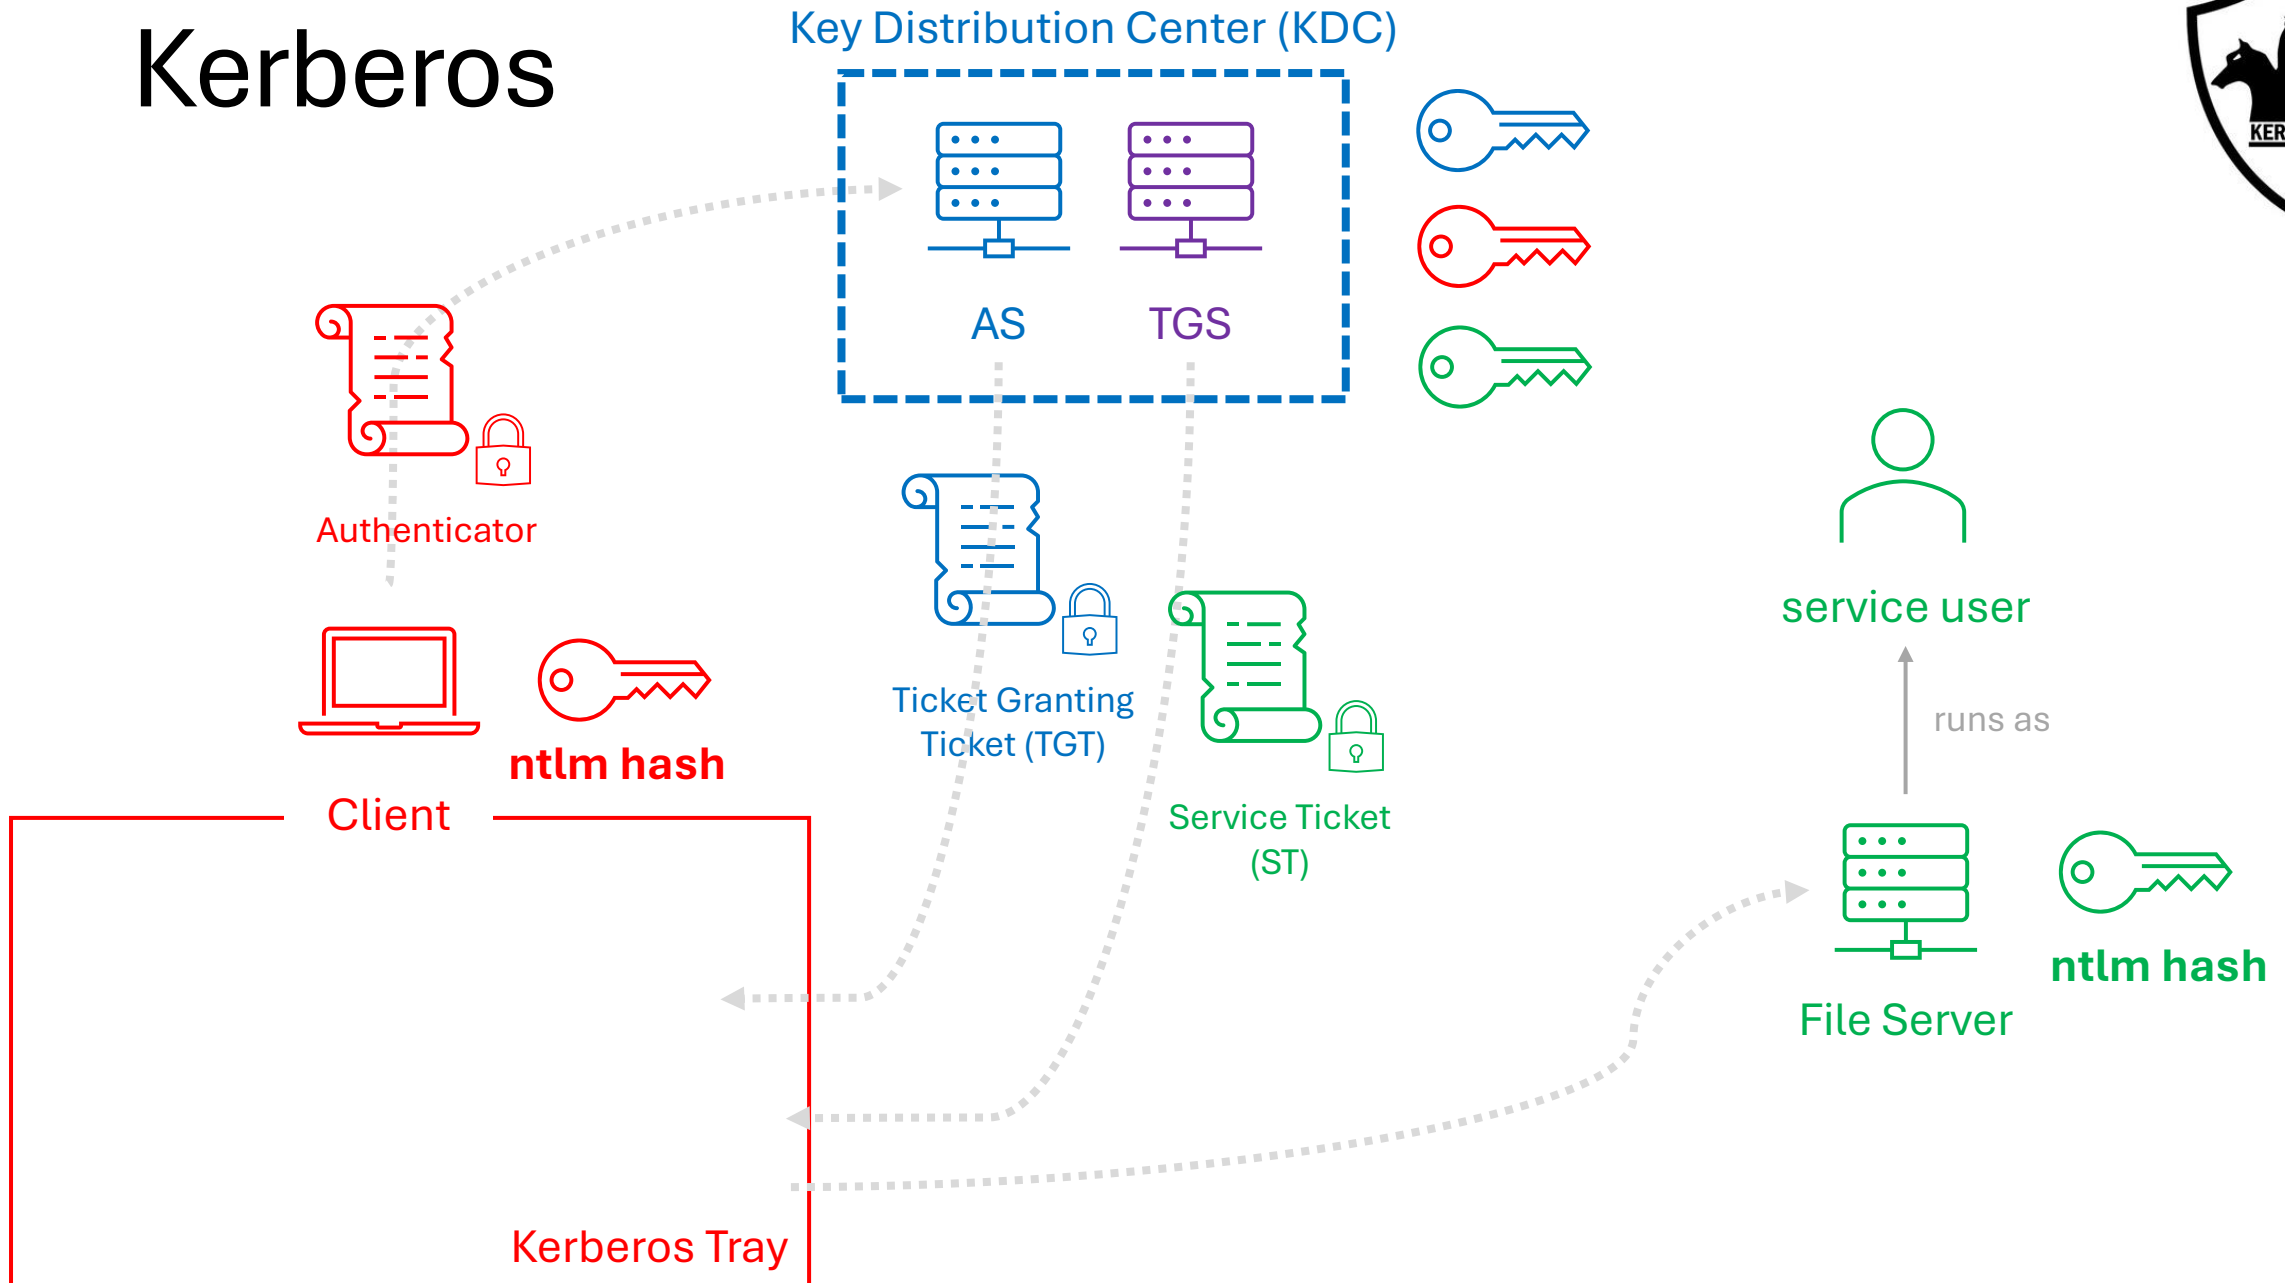 Kerberos
Key Distribution Center (KDC)
AS
TGS
Authenticator
Ticket Granting
Ticket (TGT)
Service Ticket
(ST)
service user
runs as
ntlm hash
Client
ntlm hash
File Server
Kerberos Tray
KER